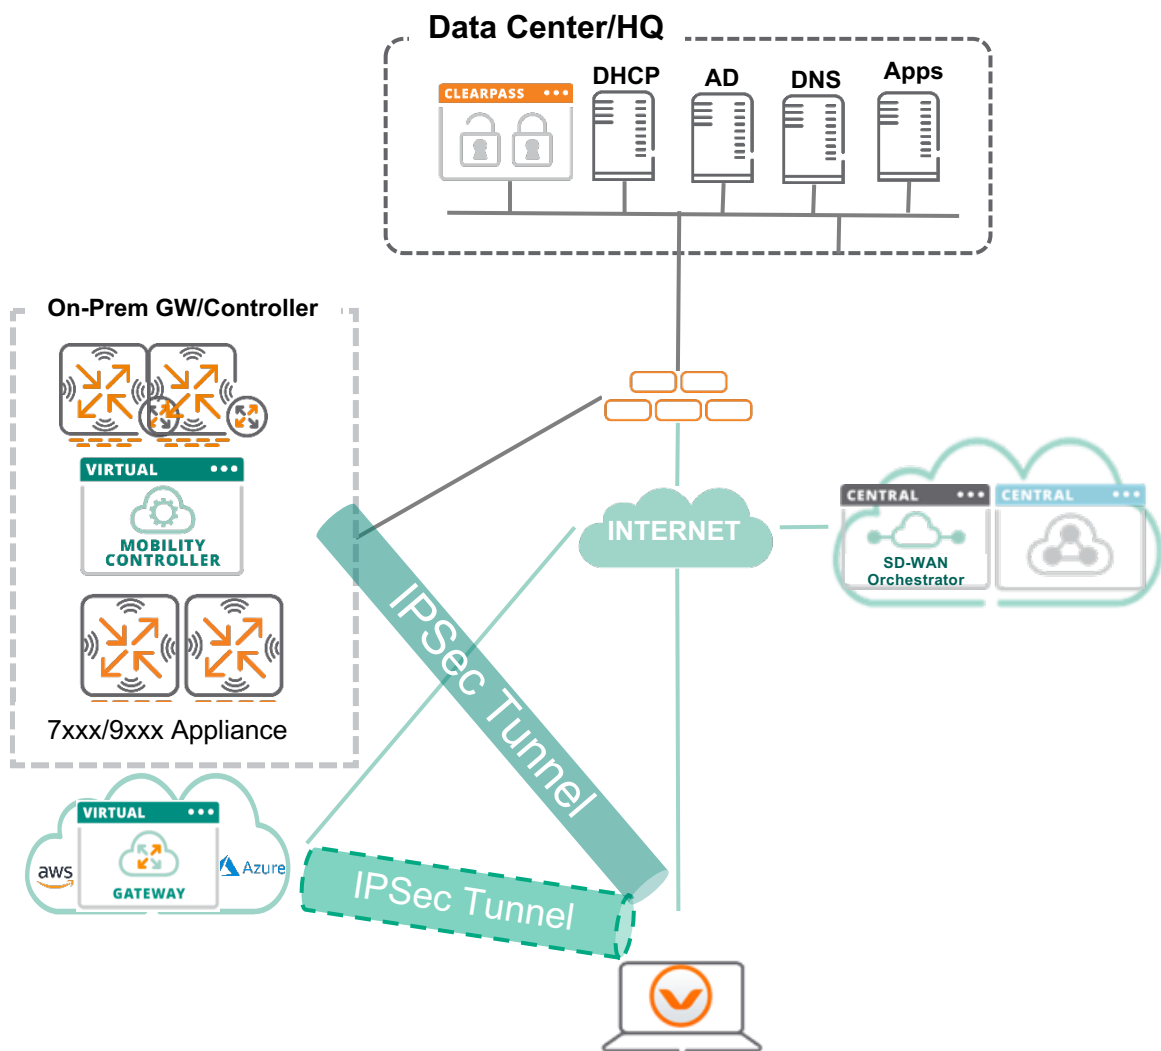 Data Center/HQ
DHCP
AD
DNS
Apps
CLEARPASS
On-Prem GW/Controller
VIRTUAL
MOBILITY
CONTROLLER
7xxx/9xxx Appliance
INTERNET
CENTRAL
SD-WAN
Orchestrator
CENTRAL
IPSec Tunnel
VIRTUAL
aws
GATEWAY
Azure
IPSec Tunnel